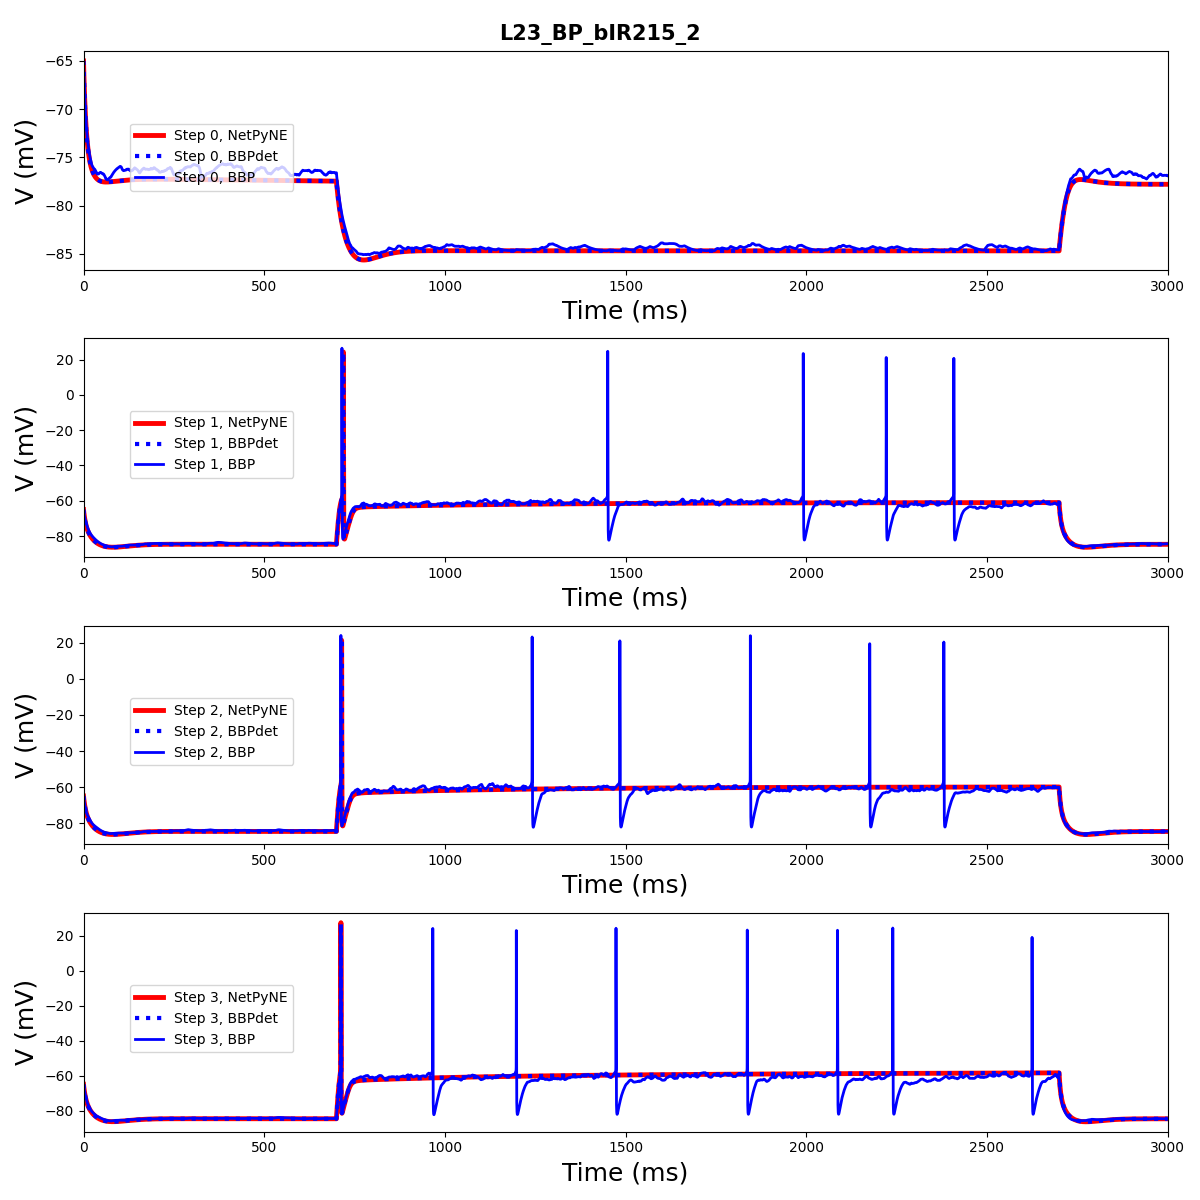 L23_BP_bIR215_2
−65
−70
−75
−80
−85
V (mV)
Step 0, NetPyNE
Step 0, BBPdet
Step 0, BBP
0 500 1000 1500 2000 2500 3000
Time (ms)
20
0
−20
−40
−60
−80
V (mV)
Step 1, NetPyNE
Step 1, BBPdet
Step 1, BBP
0 500 1000 1500 2000 2500 3000
Time (ms)
20
0
−20
−40
−60
−80
V (mV)
Step 2, NetPyNE
Step 2, BBPdet
Step 2, BBP
0 500 1000 1500 2000 2500 3000
Time (ms)
20
0
−20
−40
−60
−80
V (mV)
Step 3, NetPyNE
Step 3, BBPdet
Step 3, BBP
0 500 1000 1500 2000 2500 3000
Time (ms)